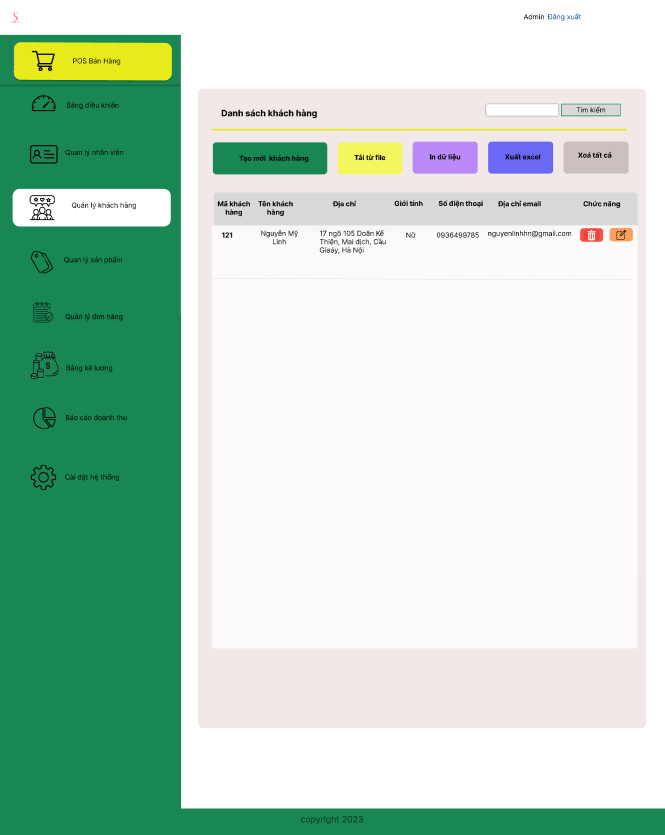 Admin Đăng xuất
POS Bán Hàng
Bảng điều khiển
Quản lý nhân viên
Quản lý khách hàng
Quản lý sản phẩm
Quản lý đơn hàng
Bảng kê lương
Báo cáo doanh thu
Cài đặt hệ thống
Danh sách khách hàng
Tìm kiếm
Tạo mới khách hàng
Tải từ file
In dữ liệu
Xuất excel
Xoá tất cả
Mã khách hàng
Tên khách hàng
Địa chỉ
Giới tính
Số điện thoại
Địa chỉ email
Chức năng
121
Nguyễn Mỹ
Linh
17 ngõ 105 Doãn Kế
Thiện, Mai dịch, Cầu
Giaáy, Hà Nội
Nữ
0936499785
nguyenlinhhn@gmail.com
copyright 2023